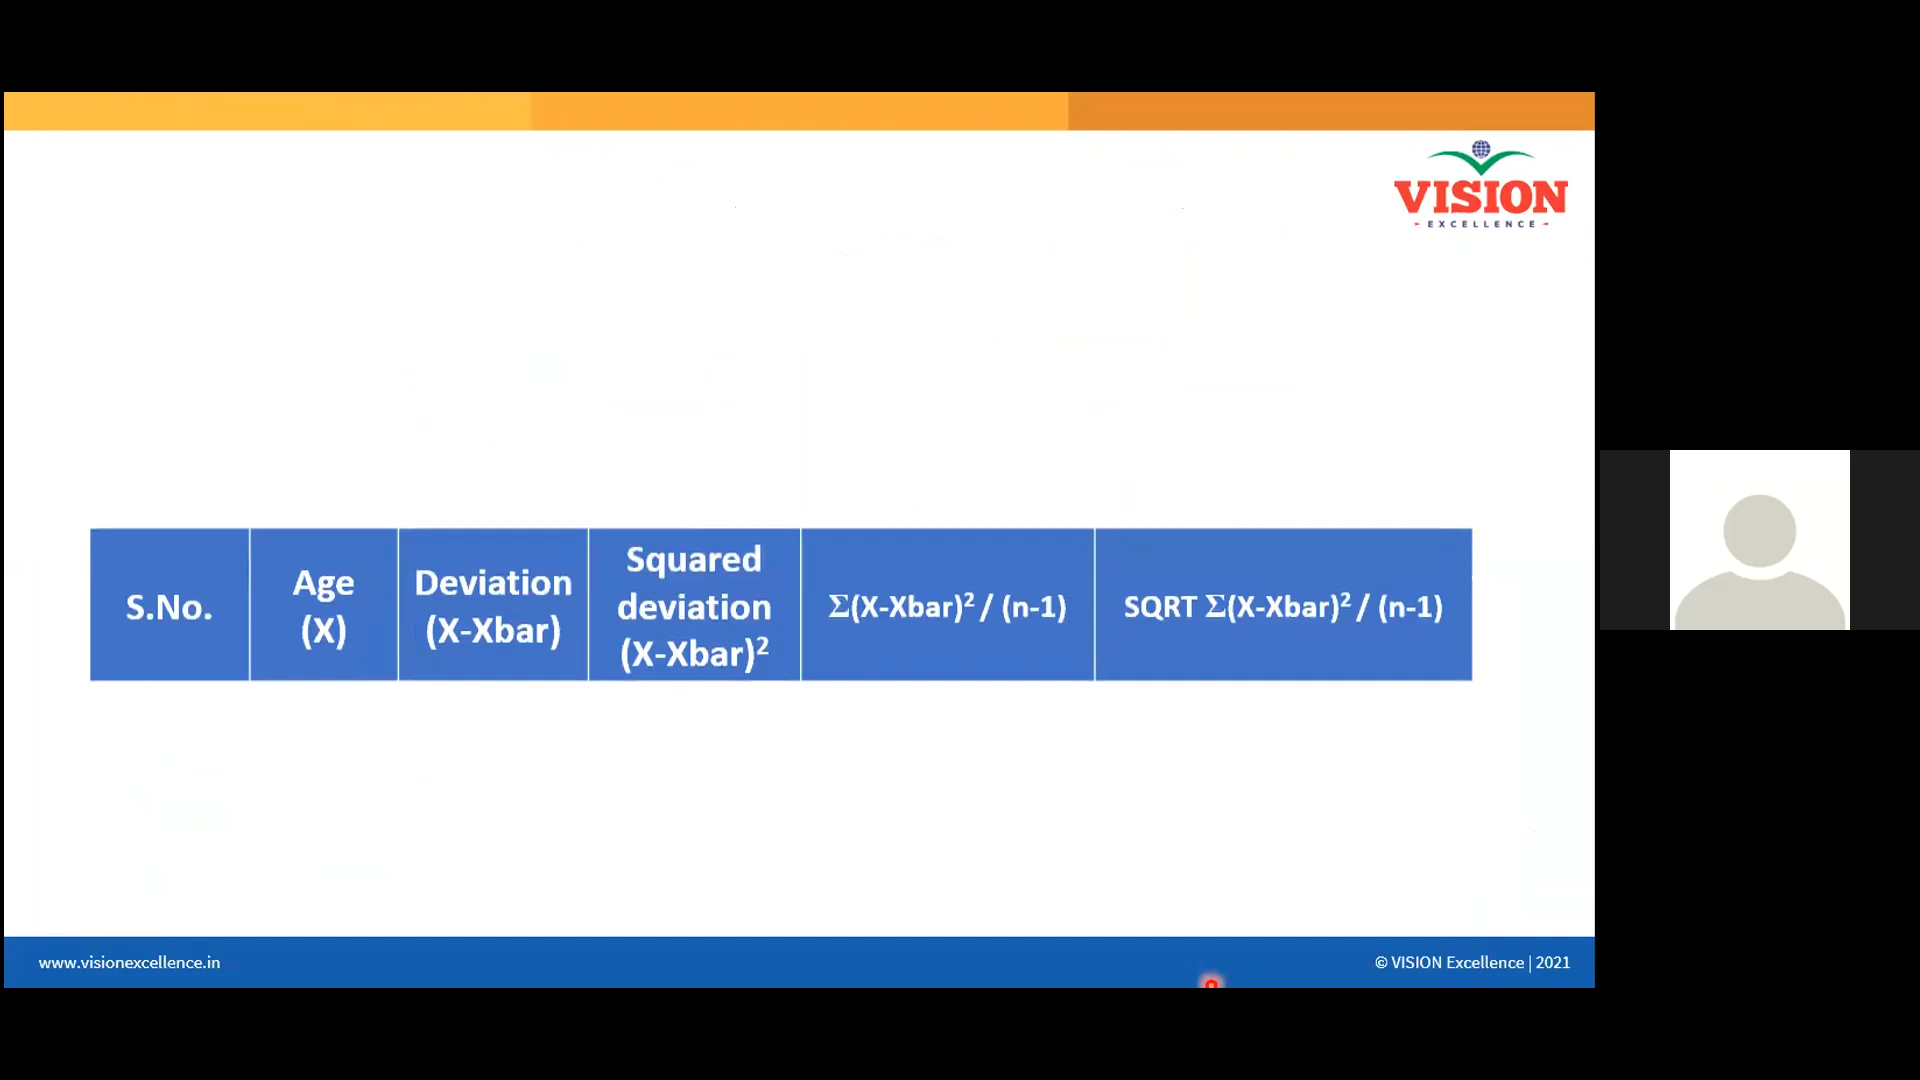 VISION
EXCELLENCE
S.No.
Age
(X)
Deviation
(X-Xbar)
Squared
deviation
(X-Xbar)²
Σ(X-Xbar)² / (n-1)
SQRT Σ(X-Xbar)² / (n-1)
www.visionexcellence.in
© VISION Excellence | 2021